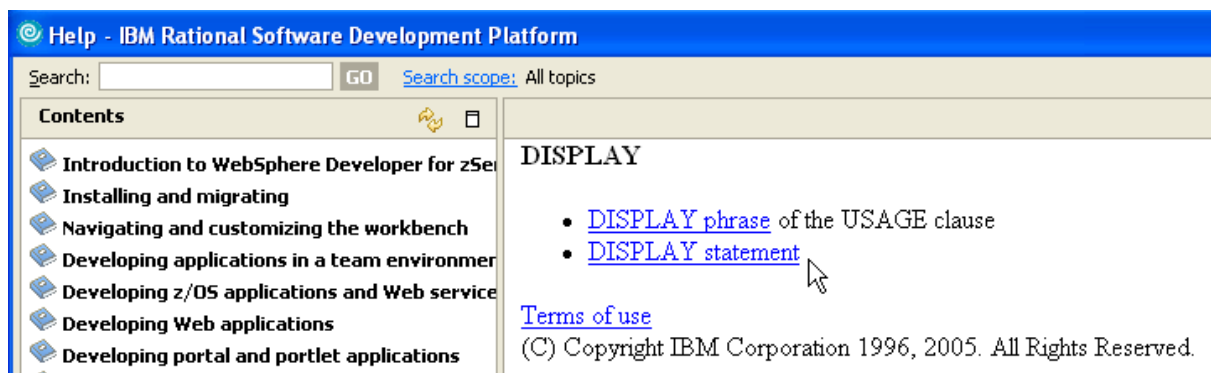 Help - IBM Rational Software Development Platform
Search: GO Search scope: All topics
Contents
Introduction to WebSphere Developer for zSer
Installing and migrating
Navigating and customizing the workbench
Developing applications in a team environmer
Developing z/OS applications and Web service
Developing Web applications
Developing portal and portlet applications
DISPLAY
• DISPLAY phrase of the USAGE clause
• DISPLAY statement
Terms of use
(C) Copyright IBM Corporation 1996, 2005. All Rights Reserved.